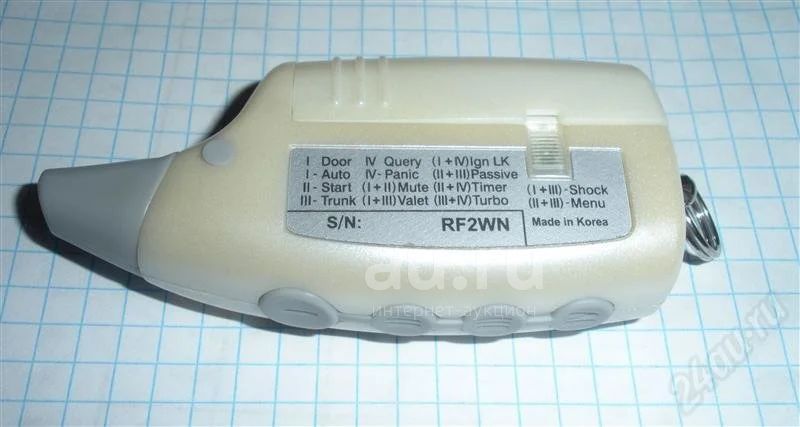 I Door IV Query (I+IV)Ign LK
I - Auto IV- Panic (II+III)Passive
II - Start (I+II)Mute (II+IV)Timer (I+III)-Shock
III- Trunk (I+III)Valet (III+IV)Turbo (II+III)-Menu
S/N: RF2WN Made in Korea
au.ru
интернет-аукцион
24au.ru